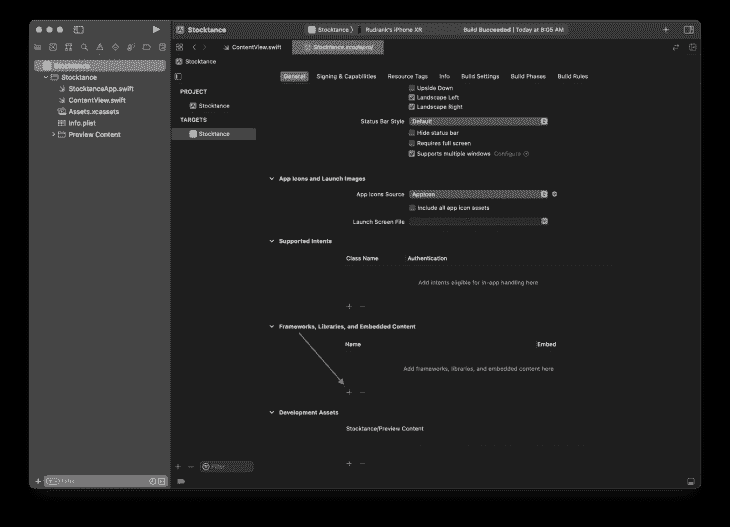 Stocktance
Stocktance
Rudrank's iPhone XR
Build Succeeded | Today at 8:05 AM
ContentView.swift
Stocktance.xcodeproj
Stocktance
Stocktance
Stocktance
StocktanceApp.swift
ContentView.swift
Assets.xcassets
Info.plist
Preview Content
General
Signing & Capabilities
Resource Tags
Info
Build Settings
Build Phases
Build Rules
PROJECT
Stocktance
TARGETS
Stocktance
Upside Down
Landscape Left
Landscape Right
Status Bar Style
Default
Hide status bar
Requires full screen
Supports multiple windows
Configure
App Icons and Launch Images
App Icons Source
AppIcon
Include all app icon assets
Launch Screen File
Supported Intents
Class Name
Authentication
Add intents eligible for in-app handling here
Frameworks, Libraries, and Embedded Content
Name
Embed
Add frameworks, libraries, and embedded content here
Development Assets
Stocktance/Preview Content
Filter
Filter